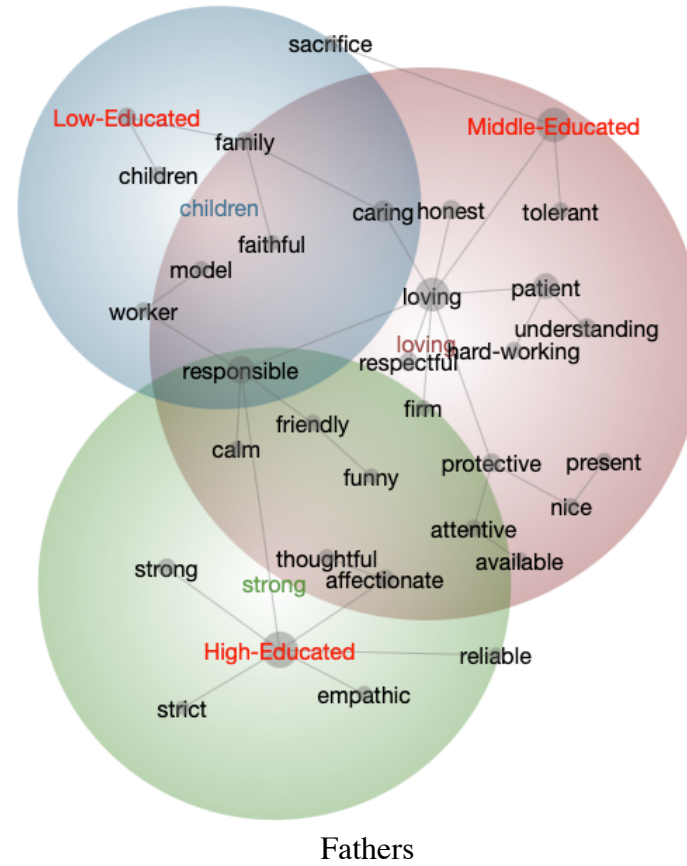 sacrifice
Low-Educated
Middle-Educated
family
children
children
caring
honest
tolerant
faithful
model
loving
patient
worker
understanding
loving
hard-working
respectful
responsible
firm
friendly
calm
protective
present
funny
nice
attentive
thoughtful
available
strong
affectionate
strong
High-Educated
reliable
empathic
strict
Fathers